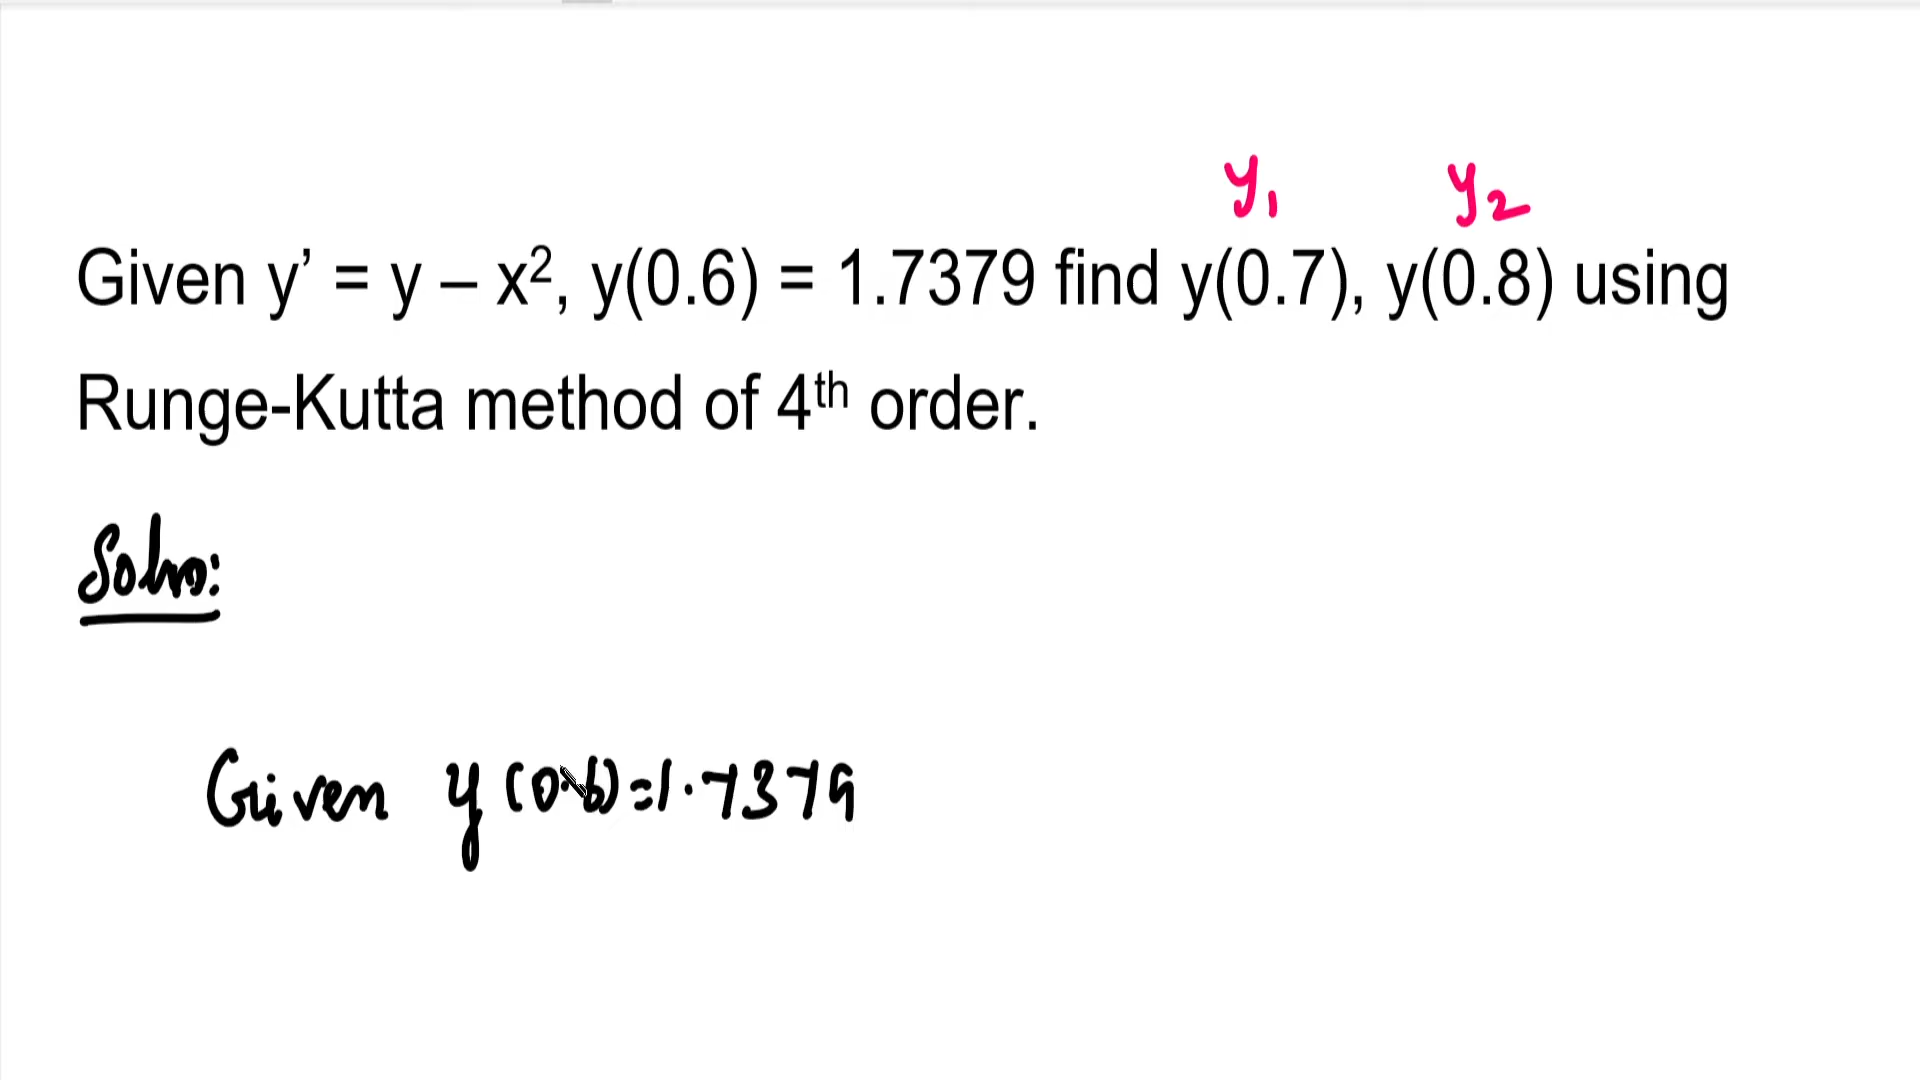 y₁ y₂
Given y’ = y – x², y(0.6) = 1.7379 find y(0.7), y(0.8) using
Runge-Kutta method of 4th order.
Soln:
Given y(0.6)=1.7379